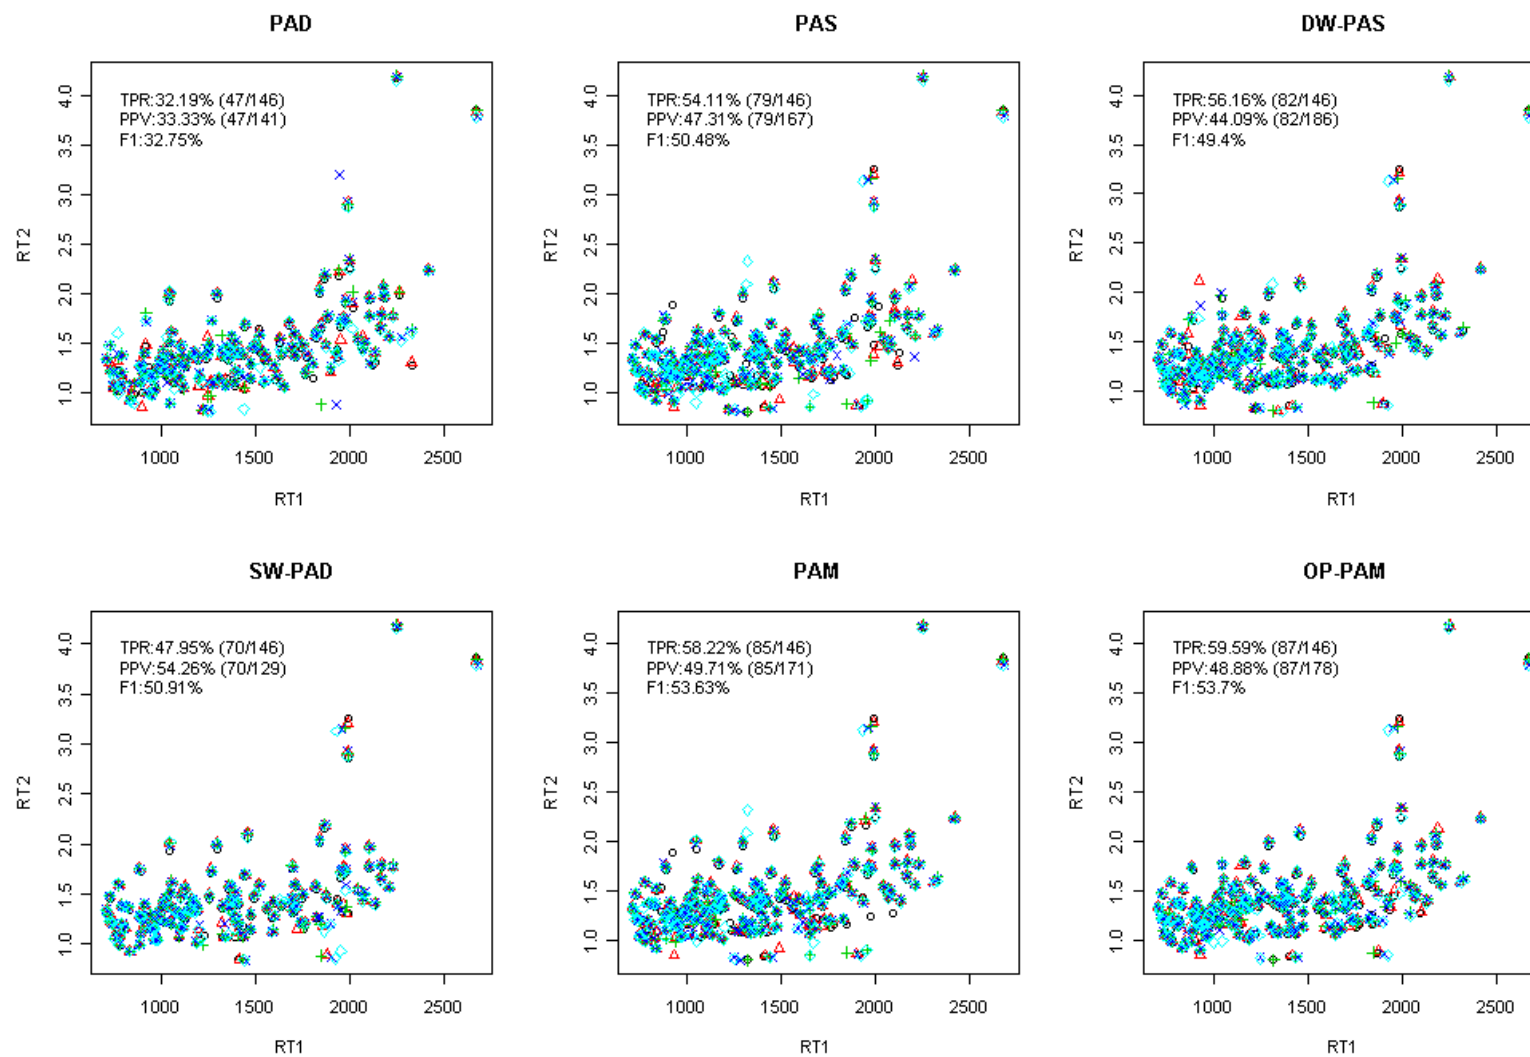 PAD
TPR:32.19% (47/146)
PPV:33.33% (47/141)
F1:32.75%
RT2
1.0 1.5 2.0 2.5 3.0 3.5 4.0
1000 1500 2000 2500
RT1
PAS
TPR:54.11% (79/146)
PPV:47.31% (79/167)
F1:50.48%
RT2
1.0 1.5 2.0 2.5 3.0 3.5 4.0
1000 1500 2000 2500
RT1
DW-PAS
TPR:56.16% (82/146)
PPV:44.09% (82/186)
F1:49.4%
RT2
1.0 1.5 2.0 2.5 3.0 3.5 4.0
1000 1500 2000 2500
RT1
SW-PAD
TPR:47.95% (70/146)
PPV:54.26% (70/129)
F1:50.91%
RT2
1.0 1.5 2.0 2.5 3.0 3.5 4.0
1000 1500 2000 2500
RT1
PAM
TPR:58.22% (85/146)
PPV:49.71% (85/171)
F1:53.63%
RT2
1.0 1.5 2.0 2.5 3.0 3.5 4.0
1000 1500 2000 2500
RT1
OP-PAM
TPR:59.59% (87/146)
PPV:48.88% (87/178)
F1:53.7%
RT2
1.0 1.5 2.0 2.5 3.0 3.5 4.0
1000 1500 2000 2500
RT1